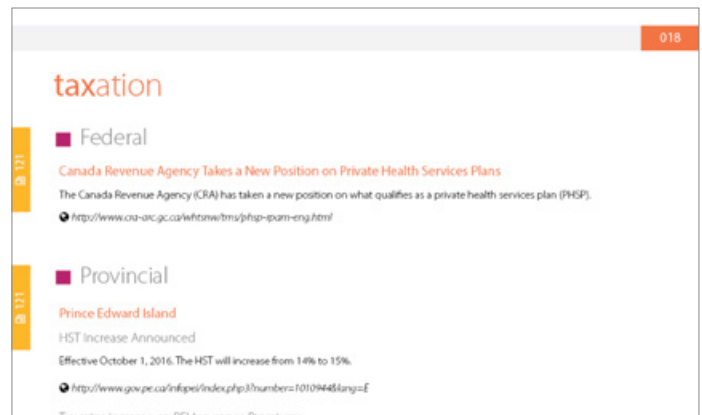 018
taxation
Federal
121
Canada Revenue Agency Takes a New Position on Private Health Services Plans
The Canada Revenue Agency (CRA) has taken a new position on what qualifies as a private health services plan (PHSP).
http://www.cra-arc.gc.ca/whtsnw/tms/phsp-rpam-eng.html
Provincial
121
Prince Edward Island
HST Increase Announced
Effective October 1, 2016. The HST will increase from 14% to 15%.
http://www.gov.pe.ca/infopei/index.php3?number=1010944&lang=E